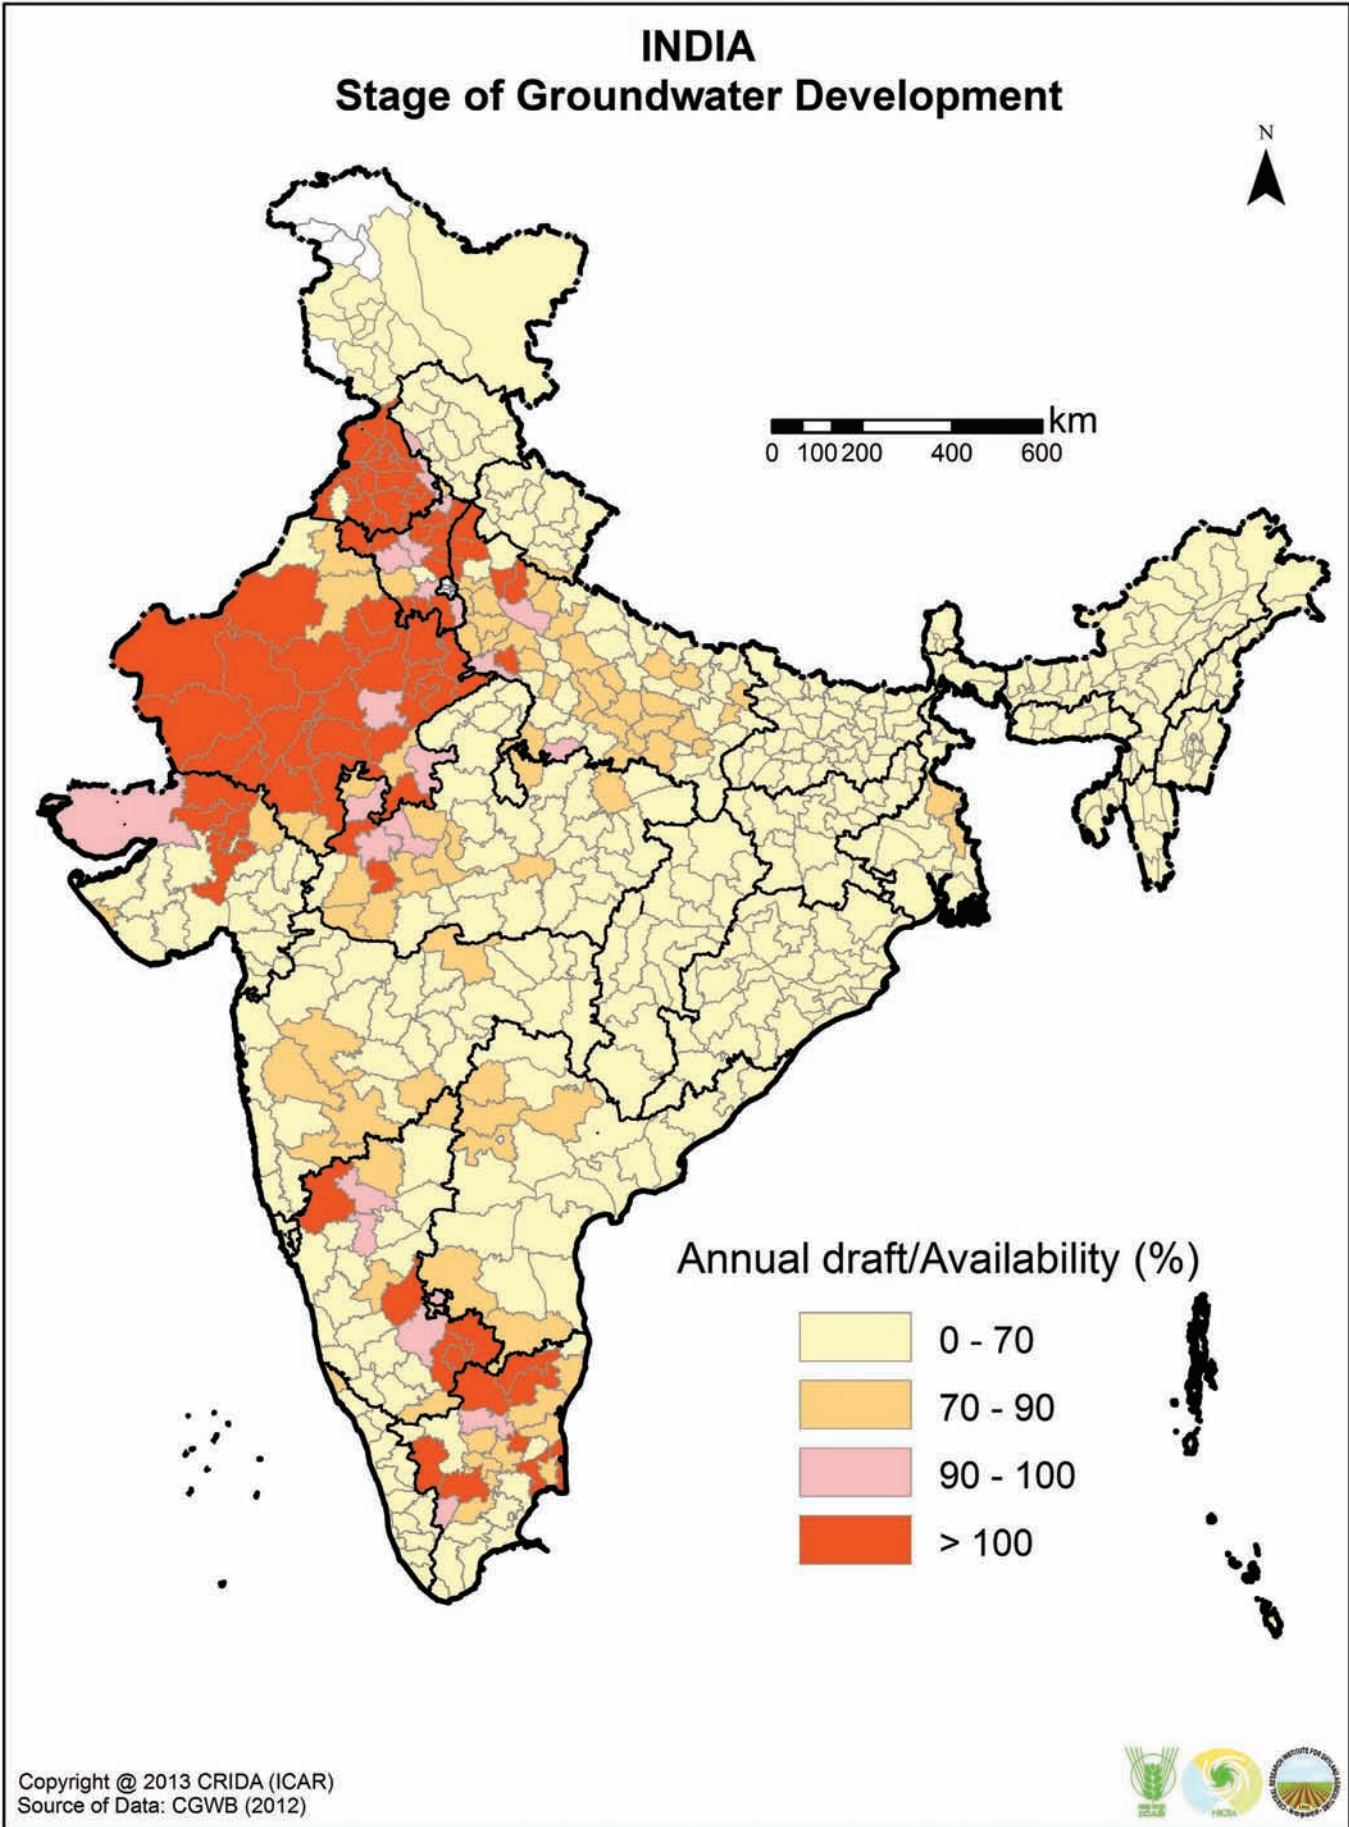 INDIA
Stage of Groundwater Development
N
km
0 100 200 400 600
Annual draft/Availability (%)
0 - 70
70 - 90
90 - 100
> 100
Copyright @ 2013 CRIDA (ICAR)
Source of Data: CGWB (2012)